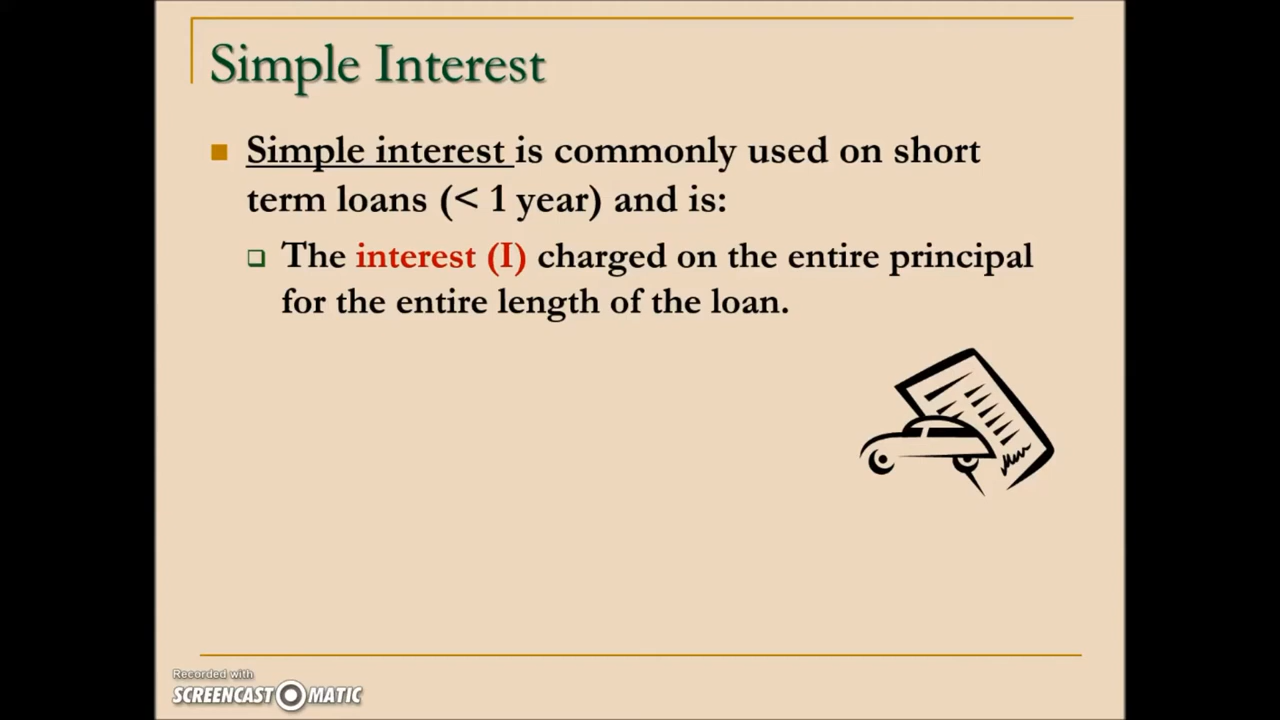 Simple Interest
Simple interest is commonly used on short
term loans (< 1 year) and is:
The interest (I) charged on the entire principal
for the entire length of the loan.
Recorded with
SCREENCAST MATIC